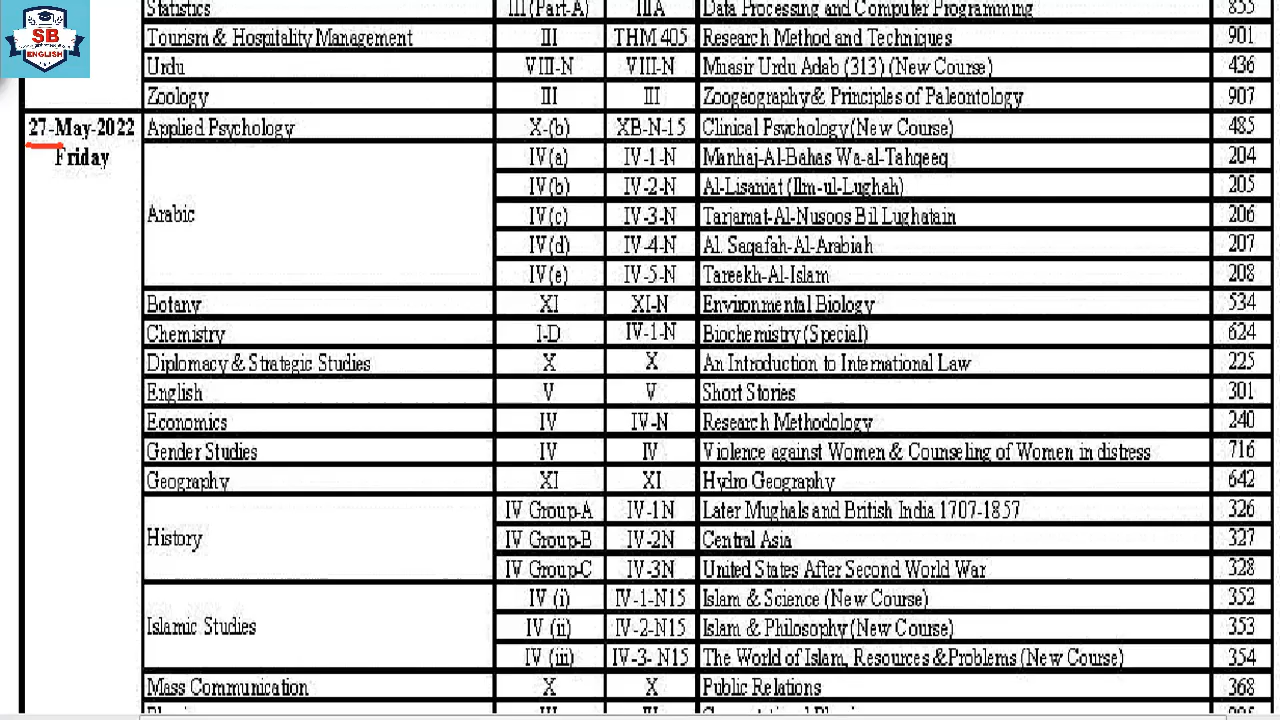 Statistics III (Part-A) IIIA Data Processing and Computer Programming 855
SB
ENGLISH
Tourism & Hospitality Management III THM 405 Research Method and Techniques 901
Urdu VIII-N VIII-N Muasir Urdu Adab (313) (New Course) 436
Zoology III III Zoogeography & Principles of Paleontology 907
27-May-2022 Applied Psychology X-(b) XB-N-15 Clinical Psychology (New Course) 485
Friday
Arabic
IV(a) IV-1-N Manhaj-Al-Bahas Wa-al-Tahqeeq 204
IV(b) IV-2-N Al-Lisaniat (Ilm-ul-Lughah) 205
IV(c) IV-3-N Tarjamat-Al-Nusoos Bil Lughatain 206
IV(d) IV-4-N Al. Saqafah-Al-Arabiah 207
IV(e) IV-5-N Tareekh-Al-Islam 208
Botany XI XI-N Environmental Biology 534
Chemistry I-D IV-1-N Biochemistry (Special) 624
Diplomacy & Strategic Studies X X An Introduction to International Law 225
English V V Short Stories 301
Economics IV IV-N Research Methodology 240
Gender Studies IV IV Violence against Women & Counseling of Women in distress 716
Geography XI XI Hydro Geography 642
History
IV Group-A IV-1N Later Mughals and British India 1707-1857 326
IV Group-B IV-2N Central Asia 327
IV Group-C IV-3N United States After Second World War 328
Islamic Studies
IV (i) IV-1-N15 Islam & Science (New Course) 352
IV (ii) IV-2-N15 Islam & Philosophy (New Course) 353
IV (iii) IV-3- N15 The World of Islam, Resources & Problems (New Course) 354
Mass Communication X X Public Relations 368